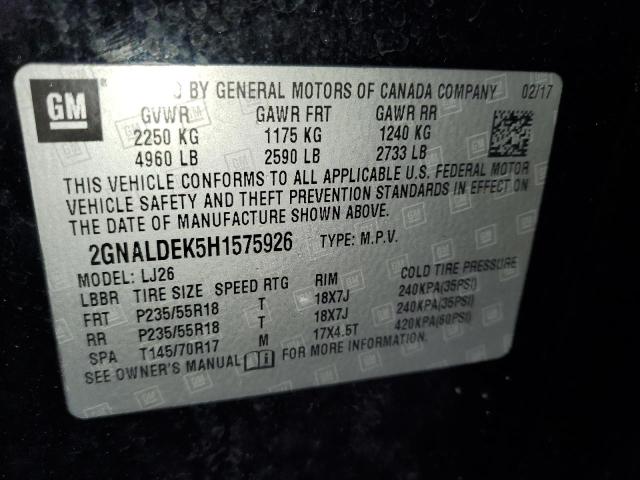 GM
BY GENERAL MOTORS OF CANADA COMPANY 02/17
GVWR GAWR FRT GAWR RR
2250 KG 1175 KG 1240 KG
4960 LB 2590 LB 2733 LB
THIS VEHICLE CONFORMS TO ALL APPLICABLE U.S. FEDERAL MOTOR
VEHICLE SAFETY AND THEFT PREVENTION STANDARDS IN EFFECT ON
THE DATE OF MANUFACTURE SHOWN ABOVE.
2GNALDEK5H1575926 TYPE: M.P.V.
MODEL: LJ26
LBBR TIRE SIZE SPEED RTG RIM COLD TIRE PRESSURE
FRT P235/55R18 T 18X7J 240KPA(35PSI)
RR P235/55R18 T 18X7J 240KPA(35PSI)
SPA T145/70R17 M 17X4.5T 420KPA(60PSI)
SEE OWNER'S MANUAL FOR MORE INFORMATION.